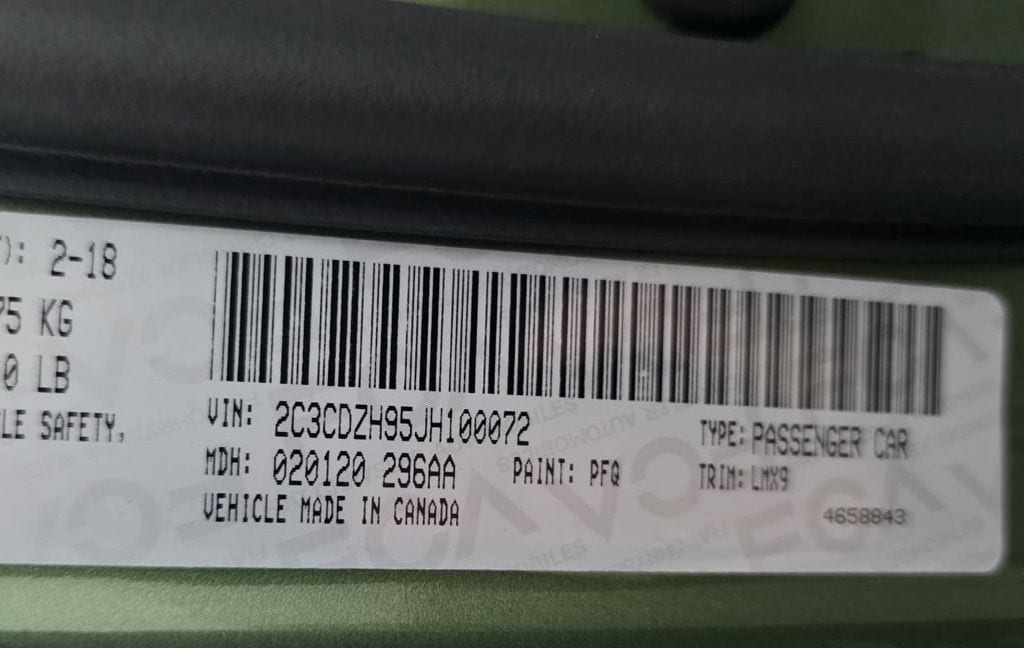 ): 2-18
75 KG
0 LB
LE SAFETY,
VIN: 2C3CDZH95JH100072
TYPE: PASSENGER CAR
MDH: 020120 296AA
PAINT: PFQ
TRIM: LMX9
VEHICLE MADE IN CANADA
4658843